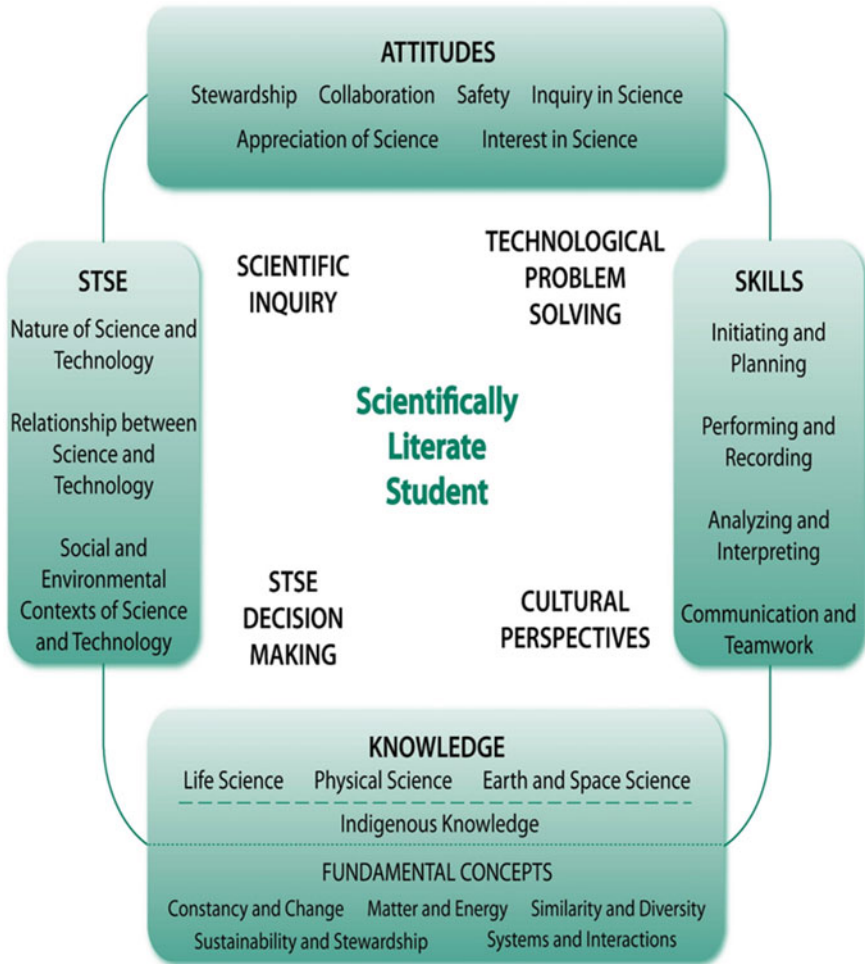 ATTITUDES
Stewardship Collaboration Safety Inquiry in Science
Appreciation of Science Interest in Science
STSE
Nature of Science and
Technology
Relationship between
Science and
Technology
Social and
Environmental
Contexts of Science
and Technology
SCIENTIFIC
INQUIRY
TECHNOLOGICAL
PROBLEM
SOLVING
Scientifically
Literate
Student
STSE
DECISION
MAKING
CULTURAL
PERSPECTIVES
SKILLS
Initiating and
Planning
Performing and
Recording
Analyzing and
Interpreting
Communication and
Teamwork
KNOWLEDGE
Life Science Physical Science Earth and Space Science
Indigenous Knowledge
FUNDAMENTAL CONCEPTS
Constancy and Change Matter and Energy Similarity and Diversity
Sustainability and Stewardship Systems and Interactions